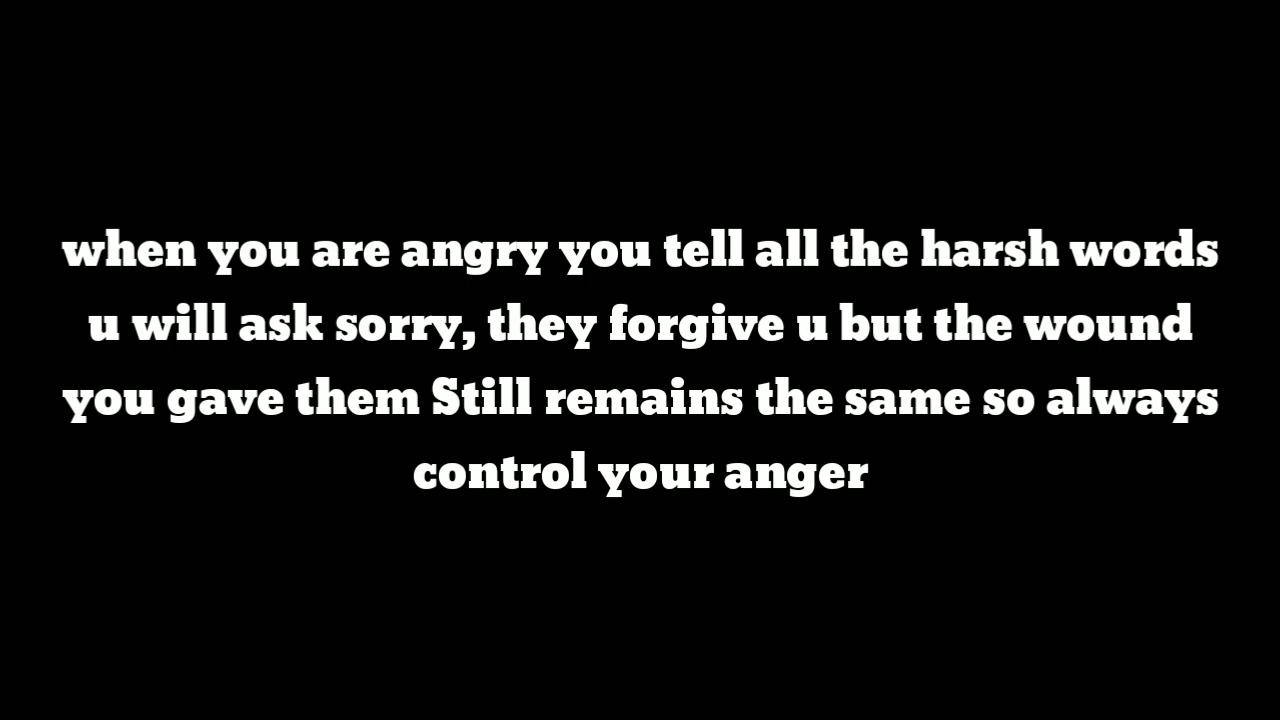 when you are angry you tell all the harsh words
u will ask sorry, they forgive u but the wound
you gave them Still remains the same so always
control your anger